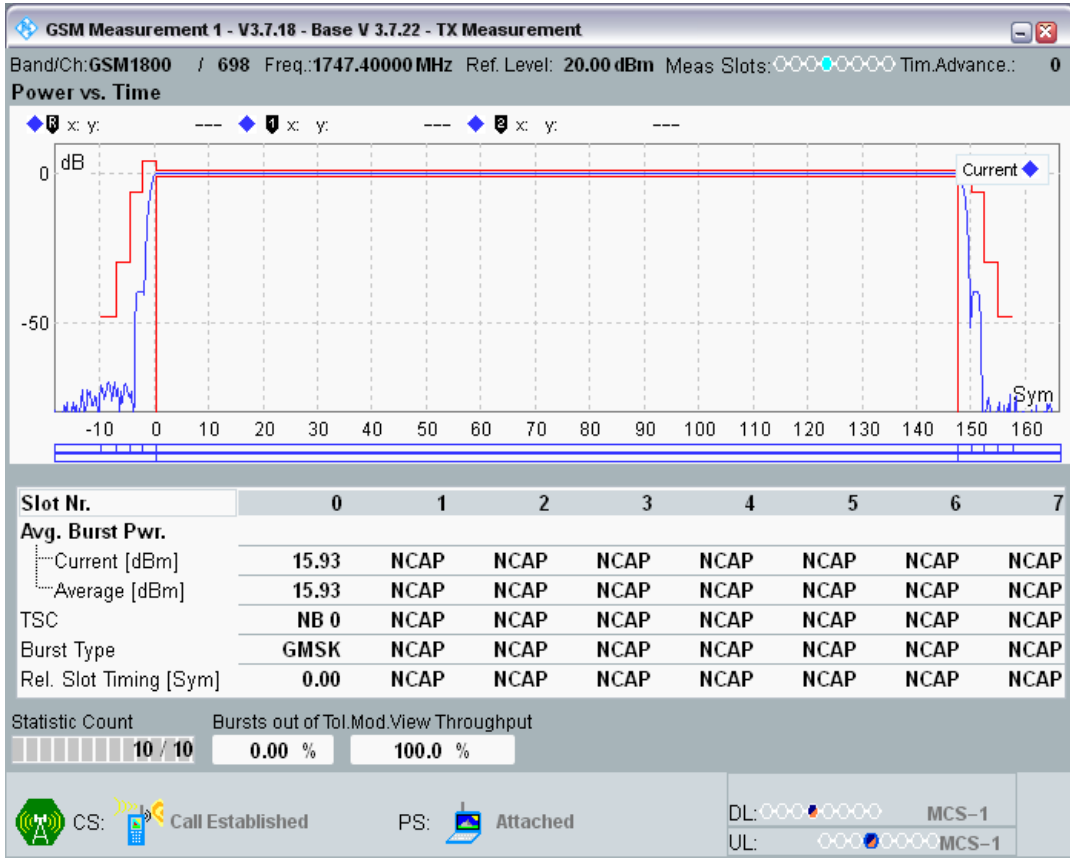 GSM Measurement 1 - V3.7.18 - Base V 3.7.22 - TX Measurement
Band/Ch:GSM1800 / 698 Freq.:1747.40000 MHz Ref. Level: 20.00 dBm Meas Slots: Tim.Advance.: 0
Power vs. Time
R x: y: --- 1 x: y: --- 2 x: y: ---
dB
Current
0
-50
Sym
-10 0 10 20 30 40 50 60 70 80 90 100 110 120 130 140 150 160
Slot Nr. 0 1 2 3 4 5 6 7
Avg. Burst Pwr.
Current [dBm] 15.93 NCAP NCAP NCAP NCAP NCAP NCAP NCAP
Average [dBm] 15.93 NCAP NCAP NCAP NCAP NCAP NCAP NCAP
TSC NB 0 NCAP NCAP NCAP NCAP NCAP NCAP NCAP
Burst Type GMSK NCAP NCAP NCAP NCAP NCAP NCAP NCAP
Rel. Slot Timing [Sym] 0.00 NCAP NCAP NCAP NCAP NCAP NCAP NCAP
Statistic Count Bursts out of Tol. Mod.View Throughput
10 / 10 0.00 % 100.0 %
CS: Call Established PS: Attached
DL: MCS-1
UL: MCS-1